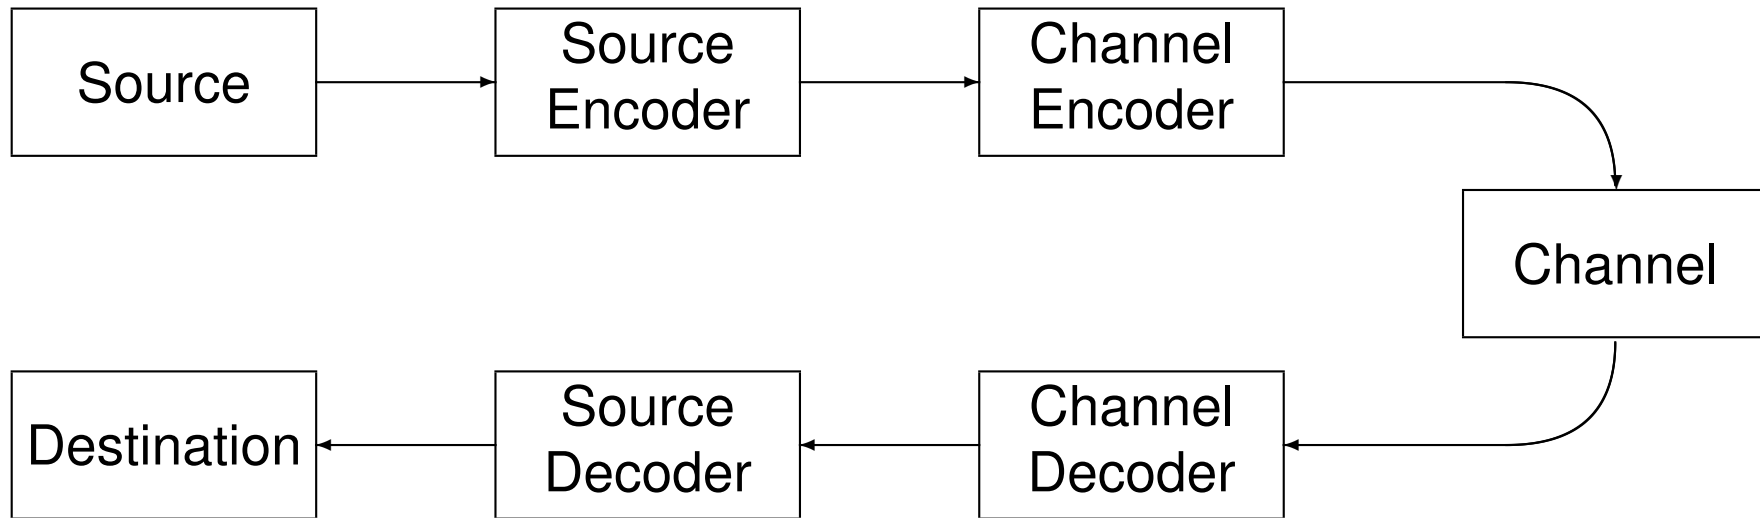 Source
Source
Encoder
Channel
Encoder
Channel
Destination
Source
Decoder
Channel
Decoder